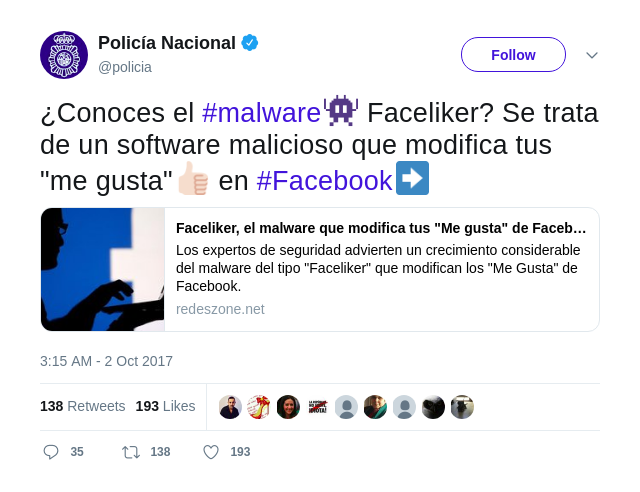 Policía Nacional
@policia
Follow
¿Conoces el #malware Faceliker? Se trata
de un software malicioso que modifica tus
"me gusta" en #Facebook
Faceliker, el malware que modifica tus "Me gusta" de Faceb…
Los expertos de seguridad advierten un crecimiento considerable
del malware del tipo "Faceliker" que modifican los "Me Gusta" de
Facebook.
redeszone.net
3:15 AM - 2 Oct 2017
138 Retweets 193 Likes
35 138 193